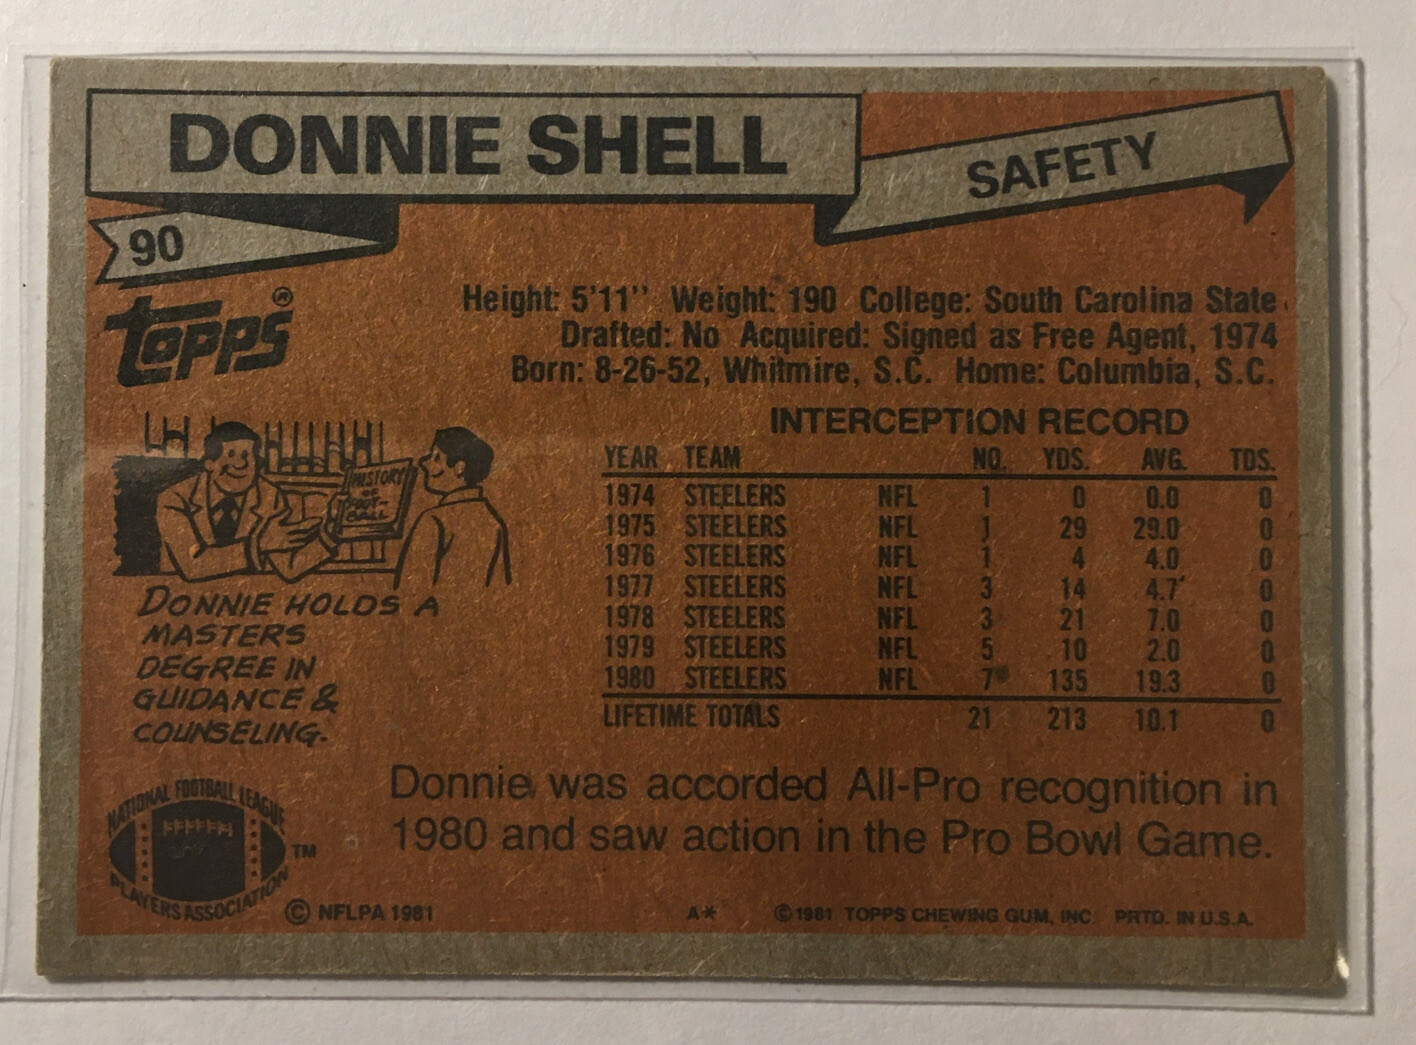 DONNIE SHELL
SAFETY
90
Topps®
Height: 5'11'' Weight: 190 College: South Carolina State
Drafted: No Acquired: Signed as Free Agent, 1974
Born: 8-26-52, Whitmire, S.C. Home: Columbia, S.C.
HISTORY
OF
FOOT-
BALL
DONNIE HOLDS A
MASTERS
DEGREE IN
GUIDANCE &
COUNSELING.
INTERCEPTION RECORD
YEAR TEAM NO. YDS. AVG. TDS.
1974 STEELERS NFL 1 0 0.0 0
1975 STEELERS NFL 1 29 29.0 0
1976 STEELERS NFL 1 4 4.0 0
1977 STEELERS NFL 3 14 4.7 0
1978 STEELERS NFL 3 21 7.0 0
1979 STEELERS NFL 5 10 2.0 0
1980 STEELERS NFL 7 135 19.3 0
LIFETIME TOTALS 21 213 10.1 0
Donnie was accorded All-Pro recognition in
1980 and saw action in the Pro Bowl Game.
NATIONAL FOOTBALL LEAGUE
PLAYERS ASSOCIATION
TM
© NFLPA 1981
A* ©1981 TOPPS CHEWING GUM, INC. PRTD. IN U.S.A.